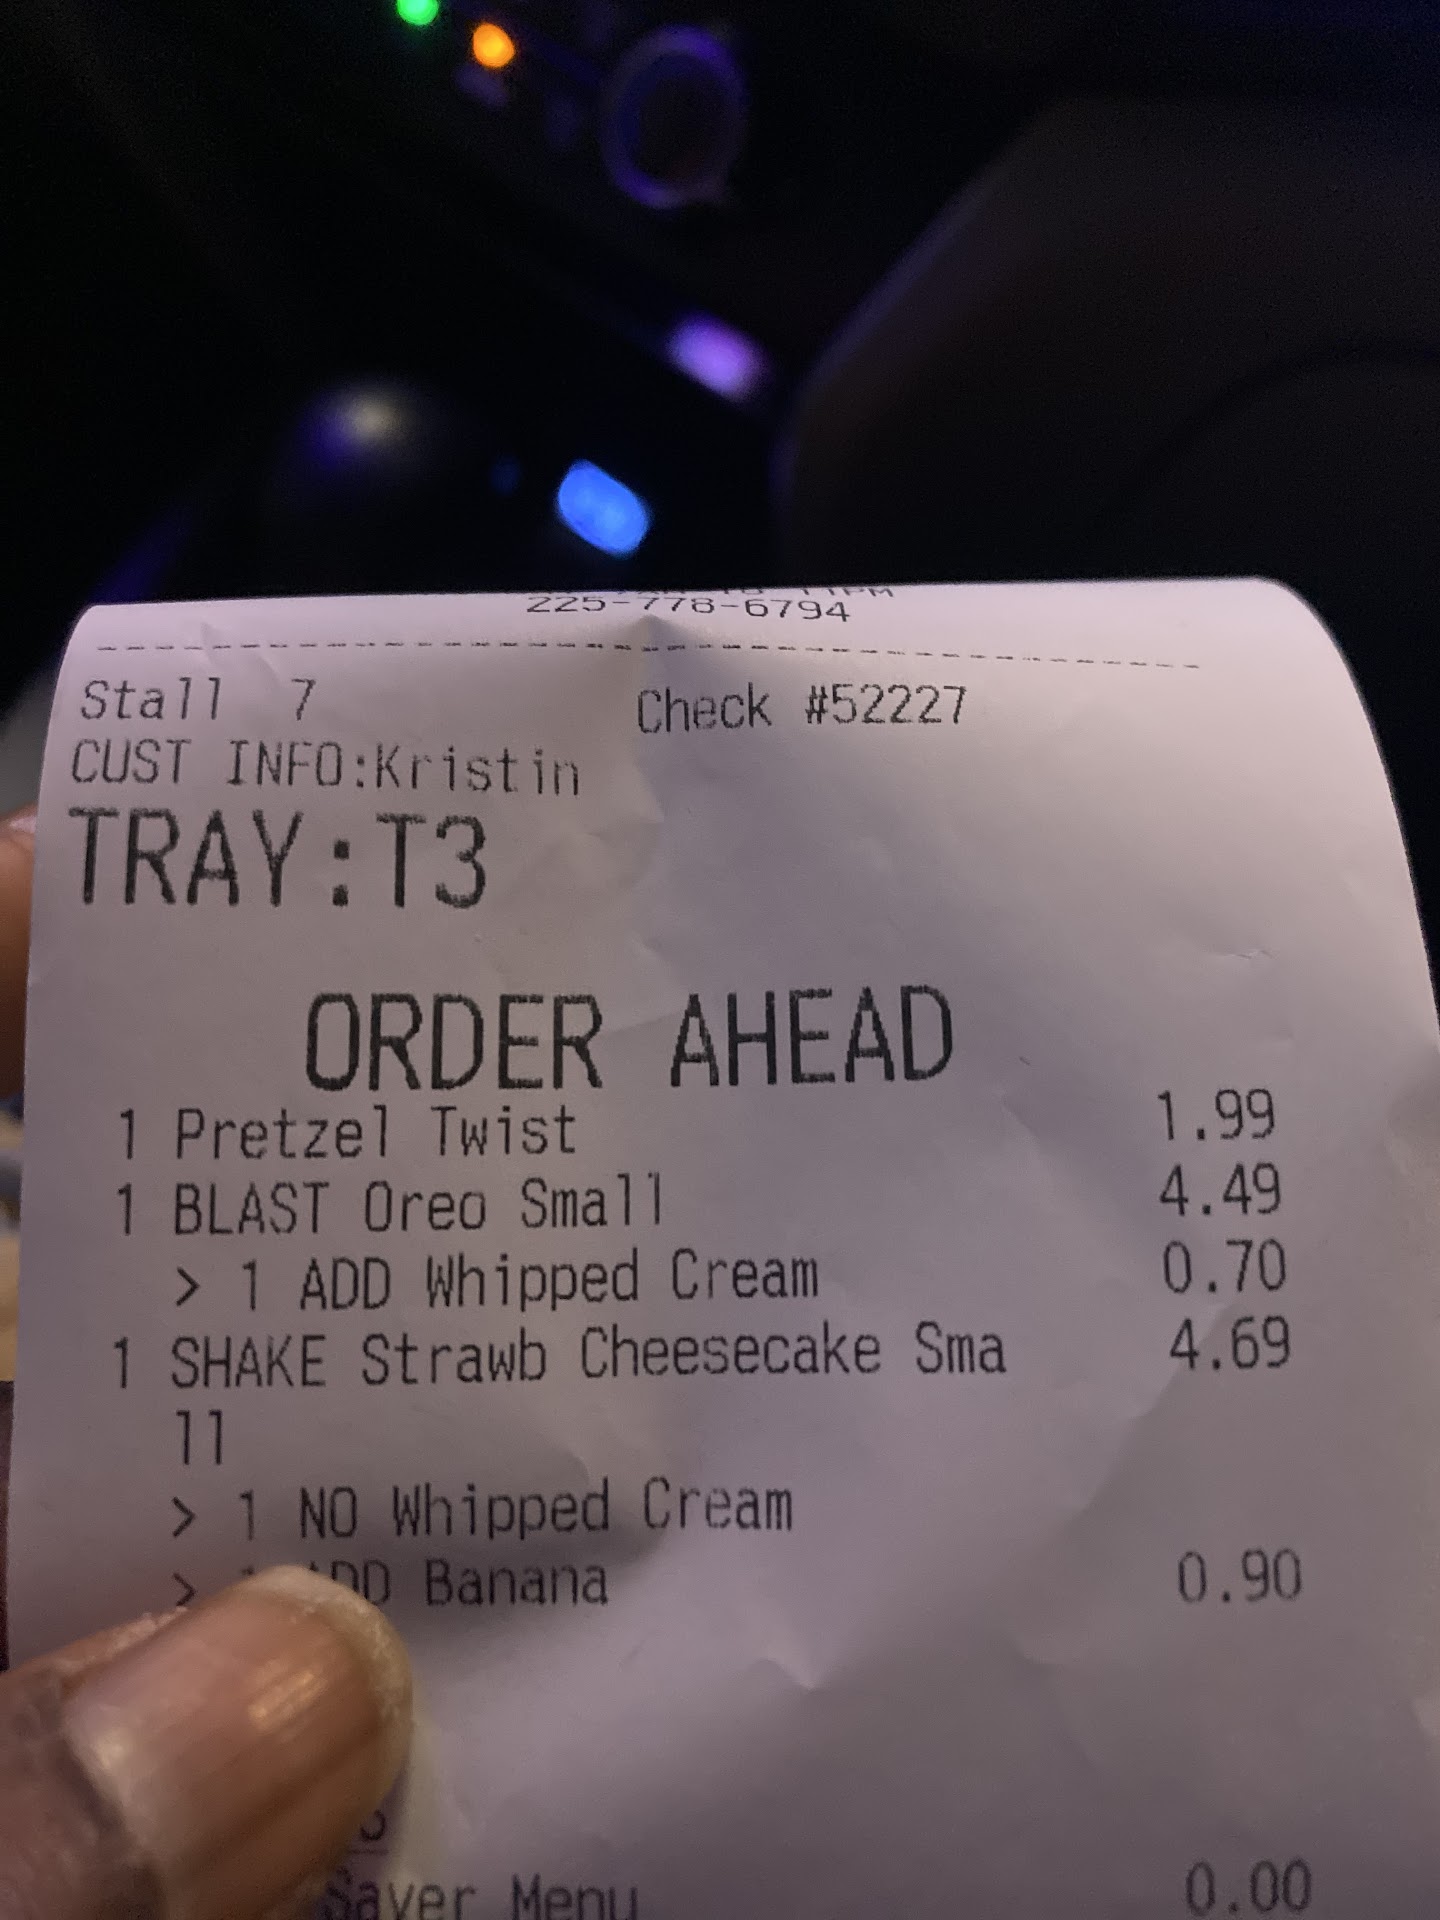 225-778-6794
Stall 7 Check #52227
CUST INFO:Kristin
TRAY:T3
ORDER AHEAD
1 Pretzel Twist 1.99
1 BLAST Oreo Small 4.49
> 1 ADD Whipped Cream 0.70
1 SHAKE Strawb Cheesecake Sma 4.69
ll
> 1 NO Whipped Cream
> ADD Banana 0.90
Menu 0.00